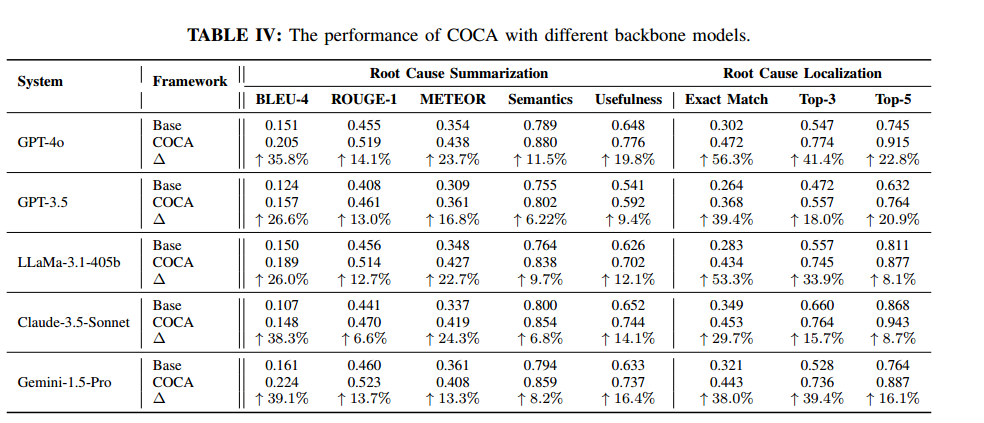 TABLE IV: The performance of COCA with different backbone models.
System Framework Root Cause Summarization Root Cause Localization
BLEU-4 ROUGE-1 METEOR Semantics Usefulness Exact Match Top-3 Top-5
Base 0.151 0.455 0.354 0.789 0.648 0.302 0.547 0.745
GPT-4o COCA 0.205 0.519 0.438 0.880 0.776 0.472 0.774 0.915
Δ ↑ 35.8% ↑ 14.1% ↑ 23.7% ↑ 11.5% ↑ 19.8% ↑ 56.3% ↑ 41.4% ↑ 22.8%
Base 0.124 0.408 0.309 0.755 0.541 0.264 0.472 0.632
GPT-3.5 COCA 0.157 0.461 0.361 0.802 0.592 0.368 0.557 0.764
Δ ↑ 26.6% ↑ 13.0% ↑ 16.8% ↑ 6.22% ↑ 9.4% ↑ 39.4% ↑ 18.0% ↑ 20.9%
Base 0.150 0.456 0.348 0.764 0.626 0.283 0.557 0.811
LLaMa-3.1-405b COCA 0.189 0.514 0.427 0.838 0.702 0.434 0.745 0.877
Δ ↑ 26.0% ↑ 12.7% ↑ 22.7% ↑ 9.7% ↑ 12.1% ↑ 53.3% ↑ 33.9% ↑ 8.1%
Base 0.107 0.441 0.337 0.800 0.652 0.349 0.660 0.868
Claude-3.5-Sonnet COCA 0.148 0.470 0.419 0.854 0.744 0.453 0.764 0.943
Δ ↑ 38.3% ↑ 6.6% ↑ 24.3% ↑ 6.8% ↑ 14.1% ↑ 29.7% ↑ 15.7% ↑ 8.7%
Base 0.161 0.460 0.361 0.794 0.633 0.321 0.528 0.764
Gemini-1.5-Pro COCA 0.224 0.523 0.408 0.859 0.737 0.443 0.736 0.887
Δ ↑ 39.1% ↑ 13.7% ↑ 13.3% ↑ 8.2% ↑ 16.4% ↑ 38.0% ↑ 39.4% ↑ 16.1%